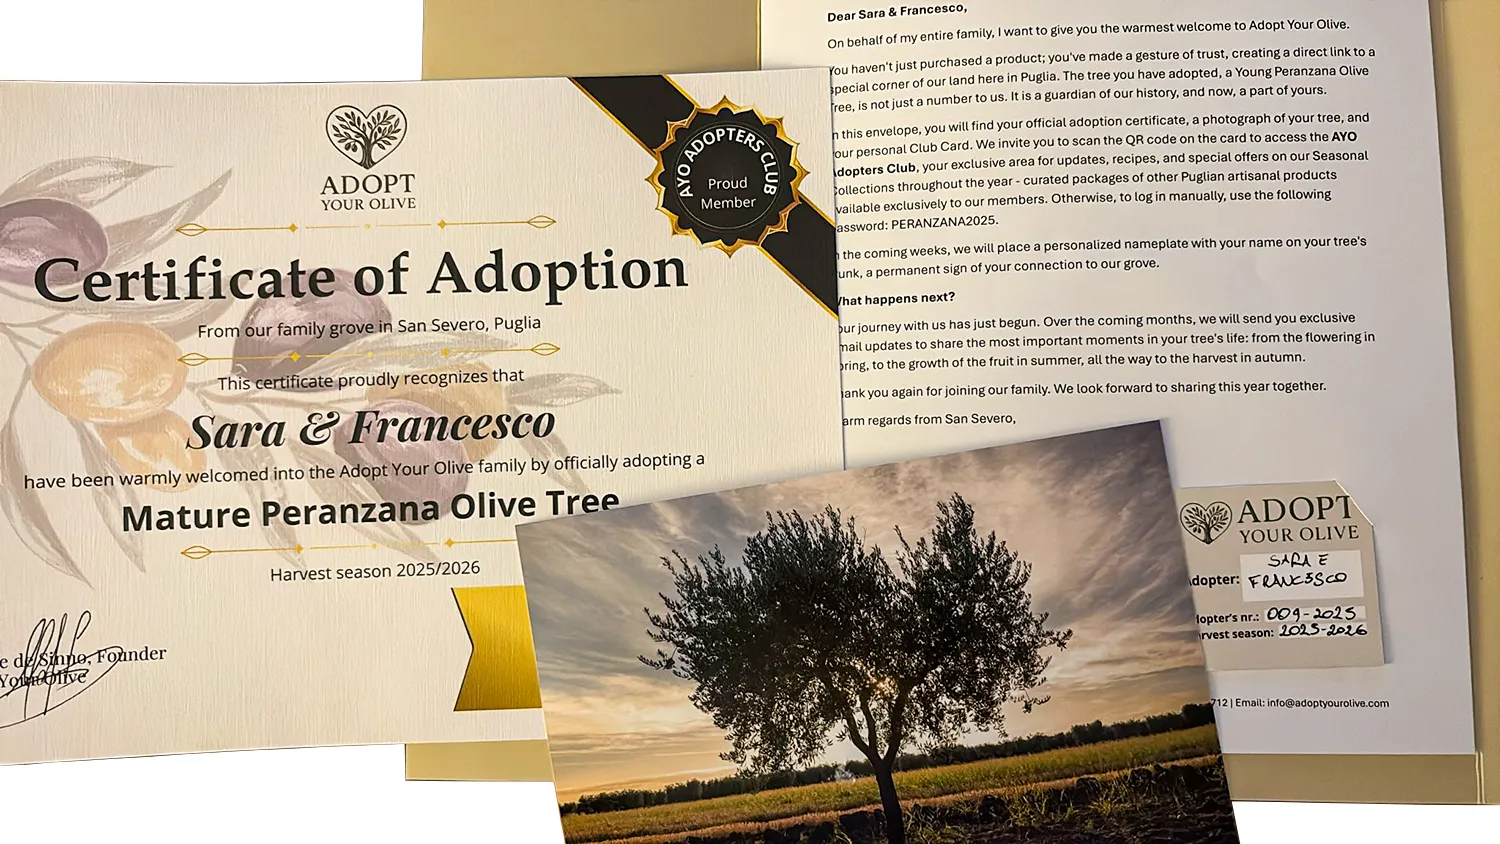 ADOPT
YOUR OLIVE
AYO ADOPTERS CLUB
Proud
Member
Certificate of Adoption
From our family grove in San Severo, Puglia
This certificate proudly recognizes that
Sara & Francesco
have been warmly welcomed into the Adopt Your Olive family by officially adopting a
Mature Peranzana Olive Tree
Harvest season 2025/2026
de Sinno, Founder
Your Olive
Dear Sara & Francesco,
On behalf of my entire family, I want to give you the warmest welcome to Adopt Your Olive.
You haven't just purchased a product; you've made a gesture of trust, creating a direct link to a
special corner of our land here in Puglia. The tree you have adopted, a Young Peranzana Olive
Tree, is not just a number to us. It is a guardian of our history, and now, a part of yours.
n this envelope, you will find your official adoption certificate, a photograph of your tree, and
our personal Club Card. We invite you to scan the QR code on the card to access the AYO
Adopters Club, your exclusive area for updates, recipes, and special offers on our Seasonal
ollections throughout the year - curated packages of other Puglian artisanal products
vailable exclusively to our members. Otherwise, to log in manually, use the following
assword: PERANZANA2025.
n the coming weeks, we will place a personalized nameplate with your name on your tree's
unk, a permanent sign of your connection to our grove.
What happens next?
our journey with us has just begun. Over the coming months, we will send you exclusive
mail updates to share the most important moments in your tree's life: from the flowering in
pring, to the growth of the fruit in summer, all the way to the harvest in autumn.
hank you again for joining our family. We look forward to sharing this year together.
arm regards from San Severo,
ADOPT
YOUR OLIVE
dopter: SARA E
FRANCESCO
dopter's nr.: 009-2025
rvest season: 2025-2026
712 | Email: info@adoptyourolive.com